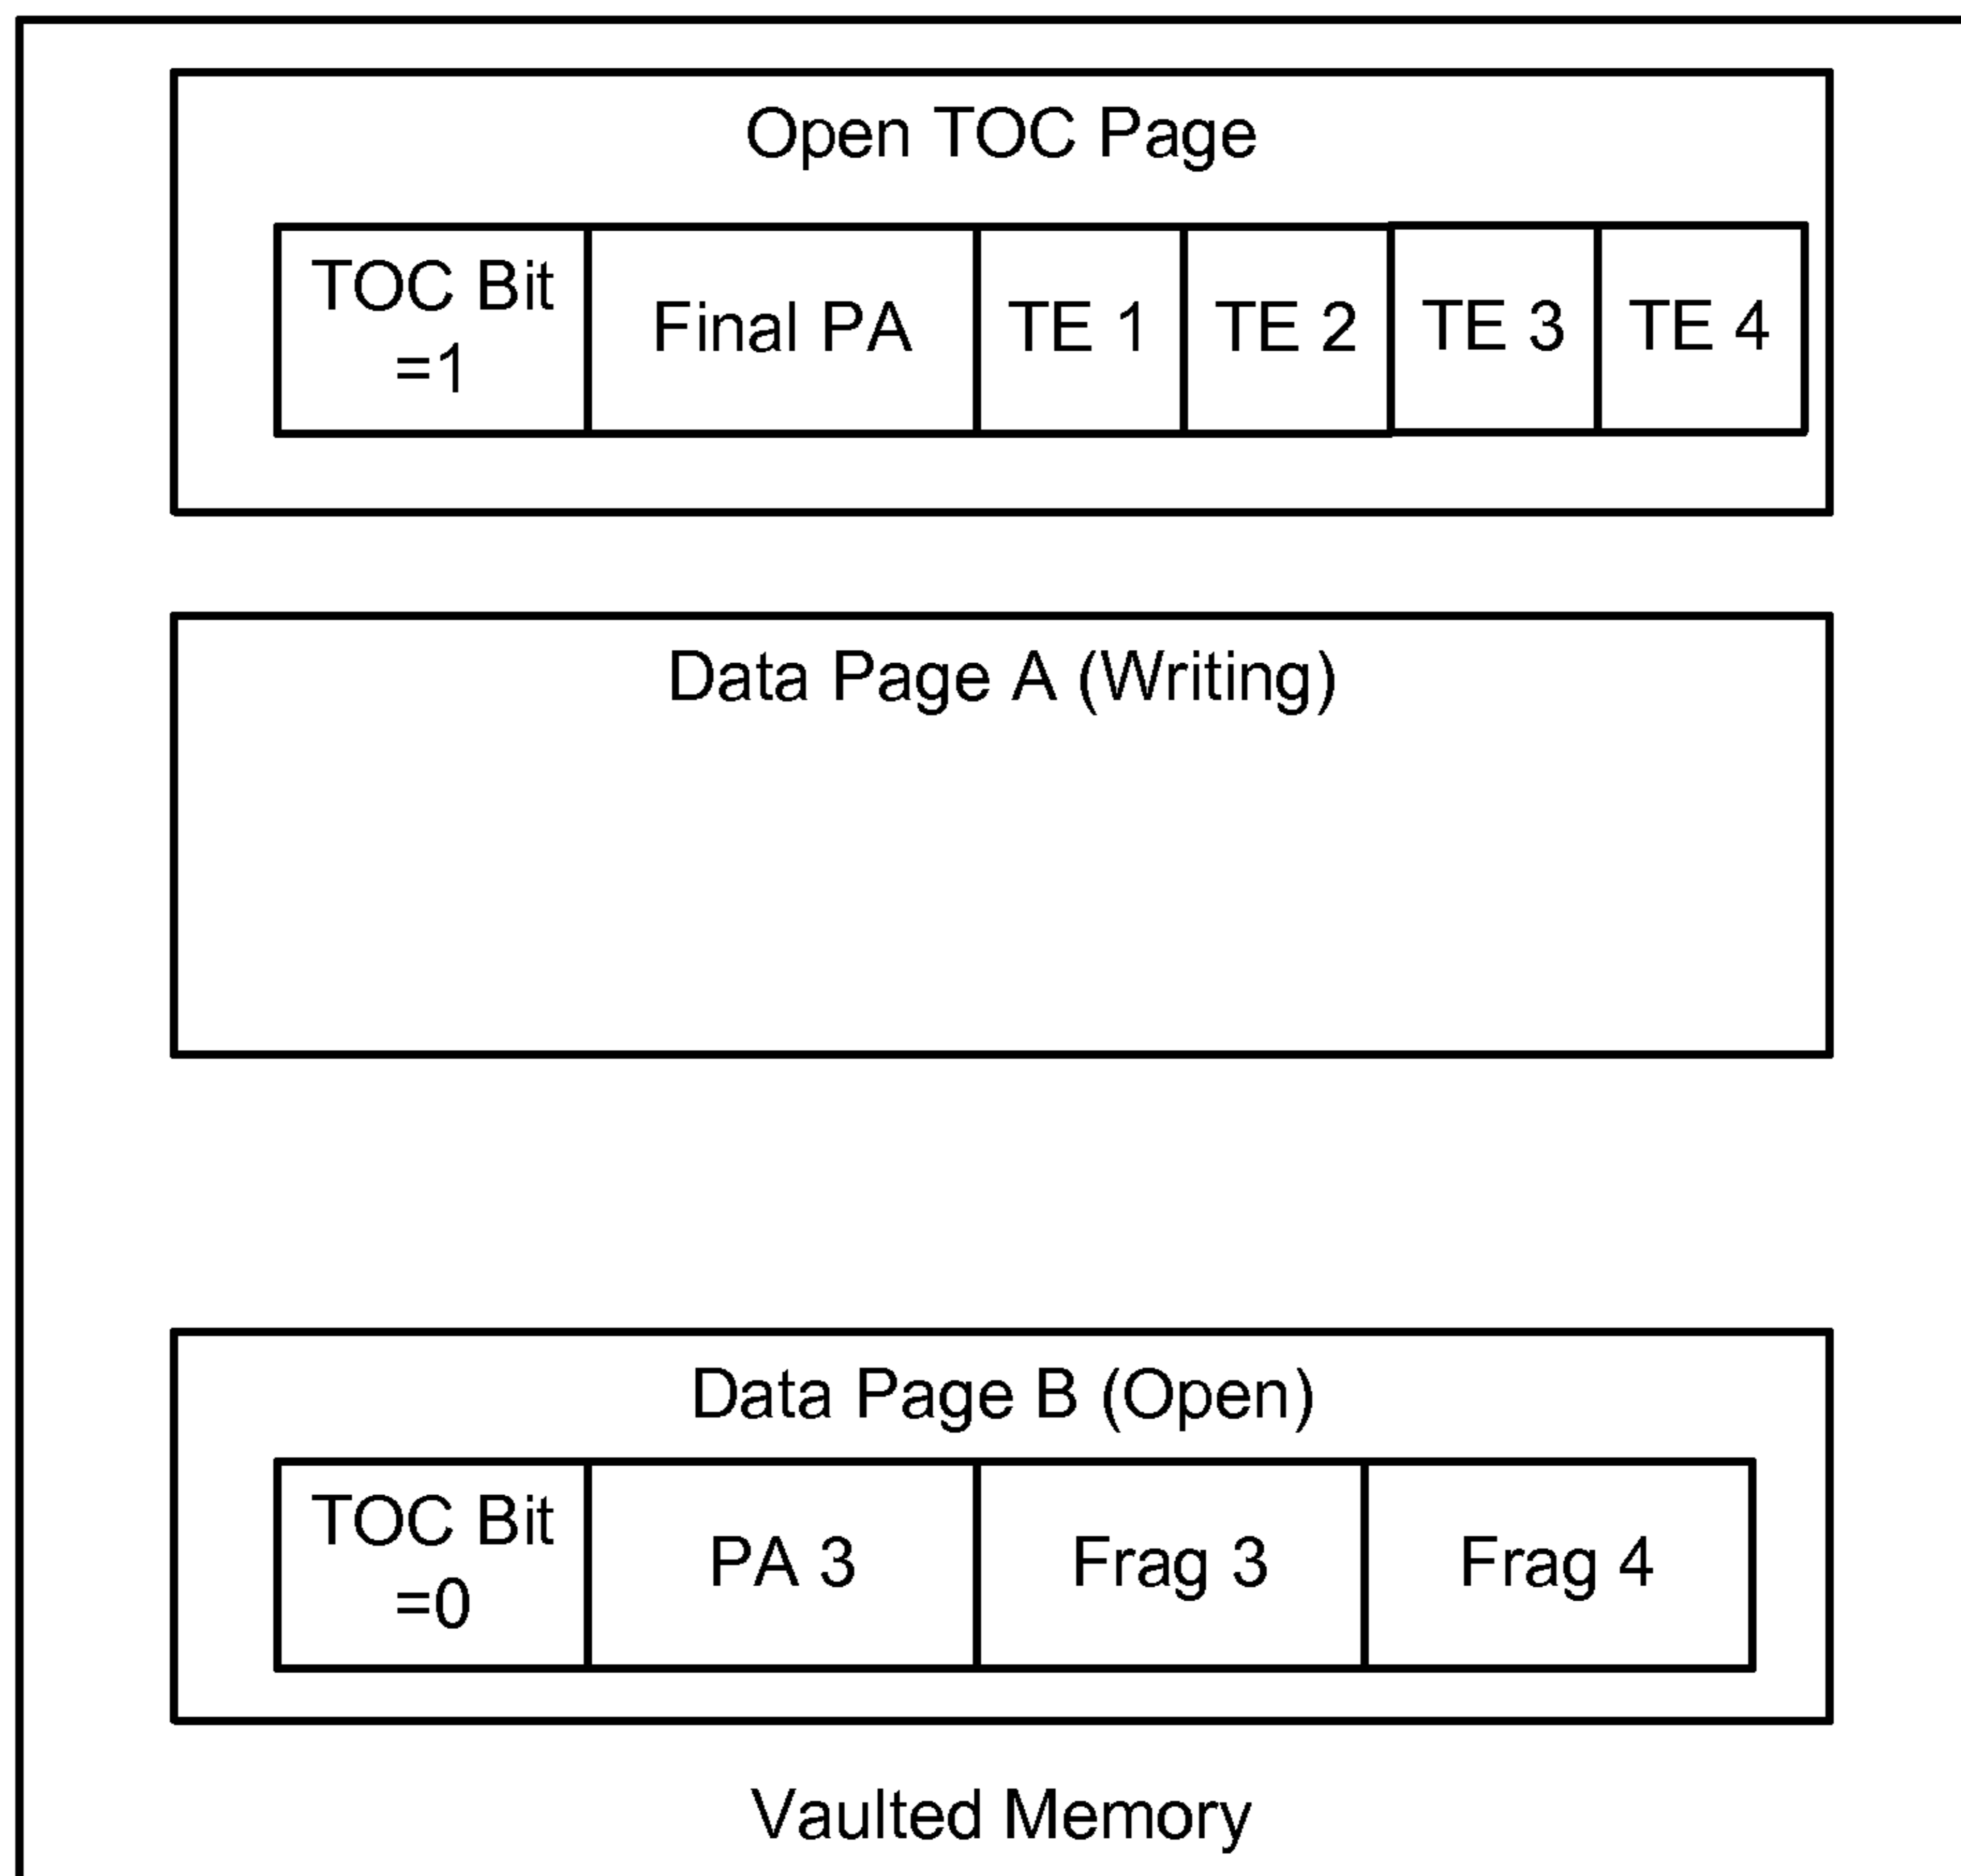 Open TOC Page
TOC Bit
=1
Final PA
TE 1
TE 2
TE 3
TE 4
Data Page A (Writing)
Data Page B (Open)
TOC Bit
=0
PA 3
Frag 3
Frag 4
Vaulted Memory